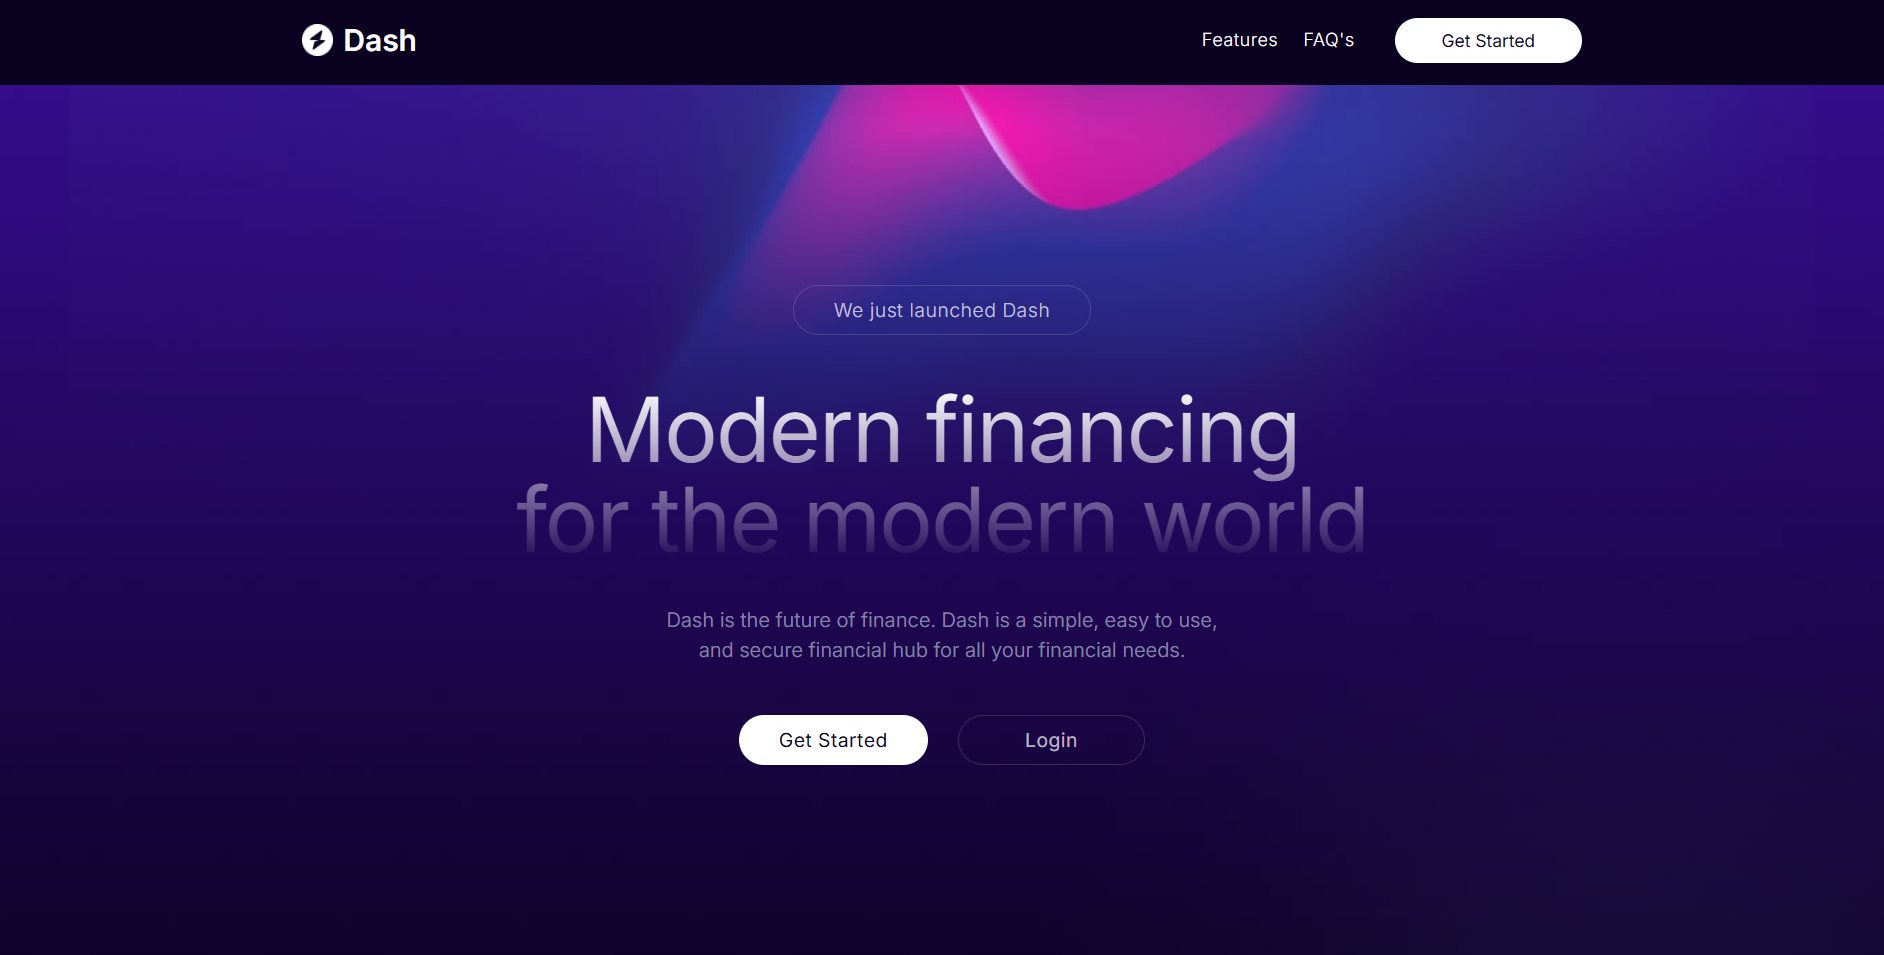 Dash
Features
FAQ's
Get Started
We just launched Dash
Modern financing
for the modern world
Dash is the future of finance. Dash is a simple, easy to use,
and secure financial hub for all your financial needs.
Get Started
Login